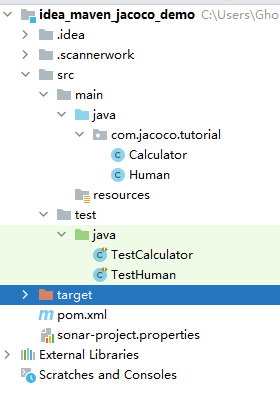 idea_maven_jacoco_demo C:\Users\Gho
.idea
.scannerwork
src
main
java
com.jacoco.tutorial
Calculator
Human
resources
test
java
TestCalculator
TestHuman
target
pom.xml
sonar-project.properties
External Libraries
Scratches and Consoles